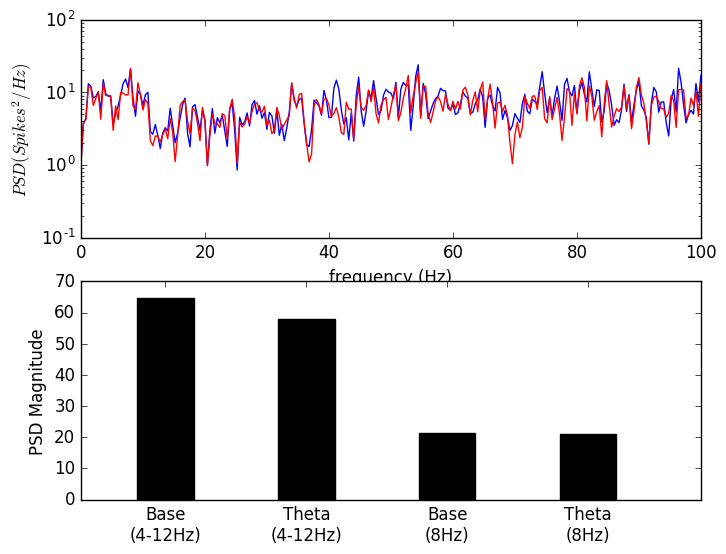 10^2
10^1
10^0
10^-1
PSD(Spikes^2/Hz)
0 20 40 60 80 100
frequency (Hz)
70
60
50
40
30
20
10
0
PSD Magnitude
Base Theta Base Theta
(4-12Hz) (4-12Hz) (8Hz) (8Hz)